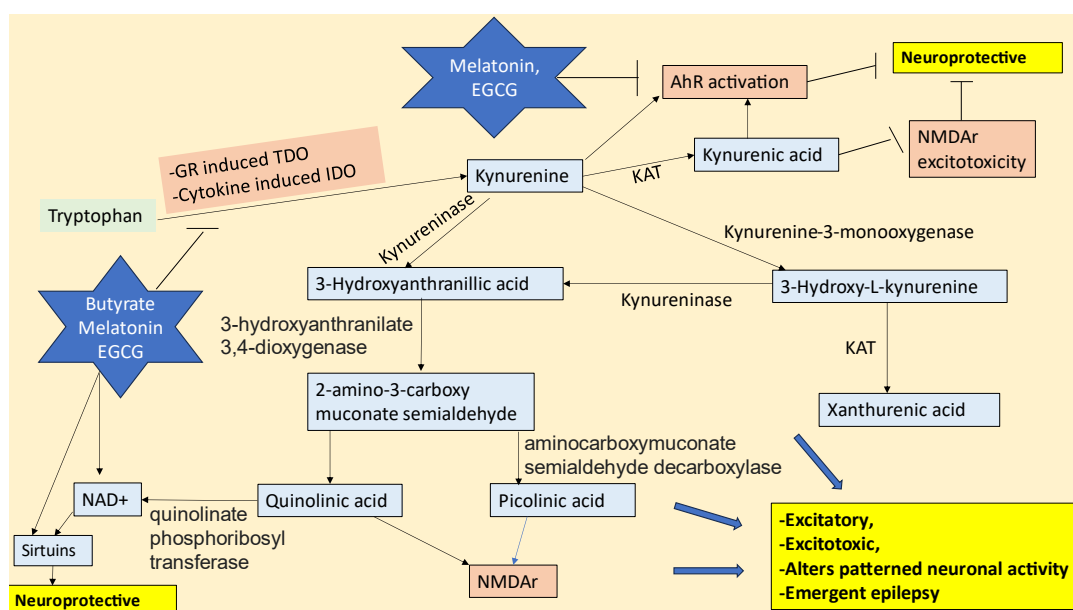 Melatonin,
EGCG
Neuroprotective
AhR activation
-GR induced TDO
-Cytokine induced IDO
Kynurenic acid
NMDAr
excitotoxicity
KAT
Kynurenine
Tryptophan
Kynureninase
Kynurenine-3-monooxygenase
3-Hydroxyanthranillic acid
Kynureninase
3-Hydroxy-L-kynurenine
Butyrate
Melatonin
EGCG
3-hydroxyanthranilate
3,4-dioxygenase
KAT
2-amino-3-carboxy
muconate semialdehyde
Xanthurenic acid
aminocarboxymuconate
semialdehyde decarboxylase
NAD+
Quinolinic acid
Picolinic acid
quinolinate
phosphoribosyl
transferase
Sirtuins
NMDAr
Neuroprotective
-Excitatory,
-Excitotoxic,
-Alters patterned neuronal activity
-Emergent epilepsy